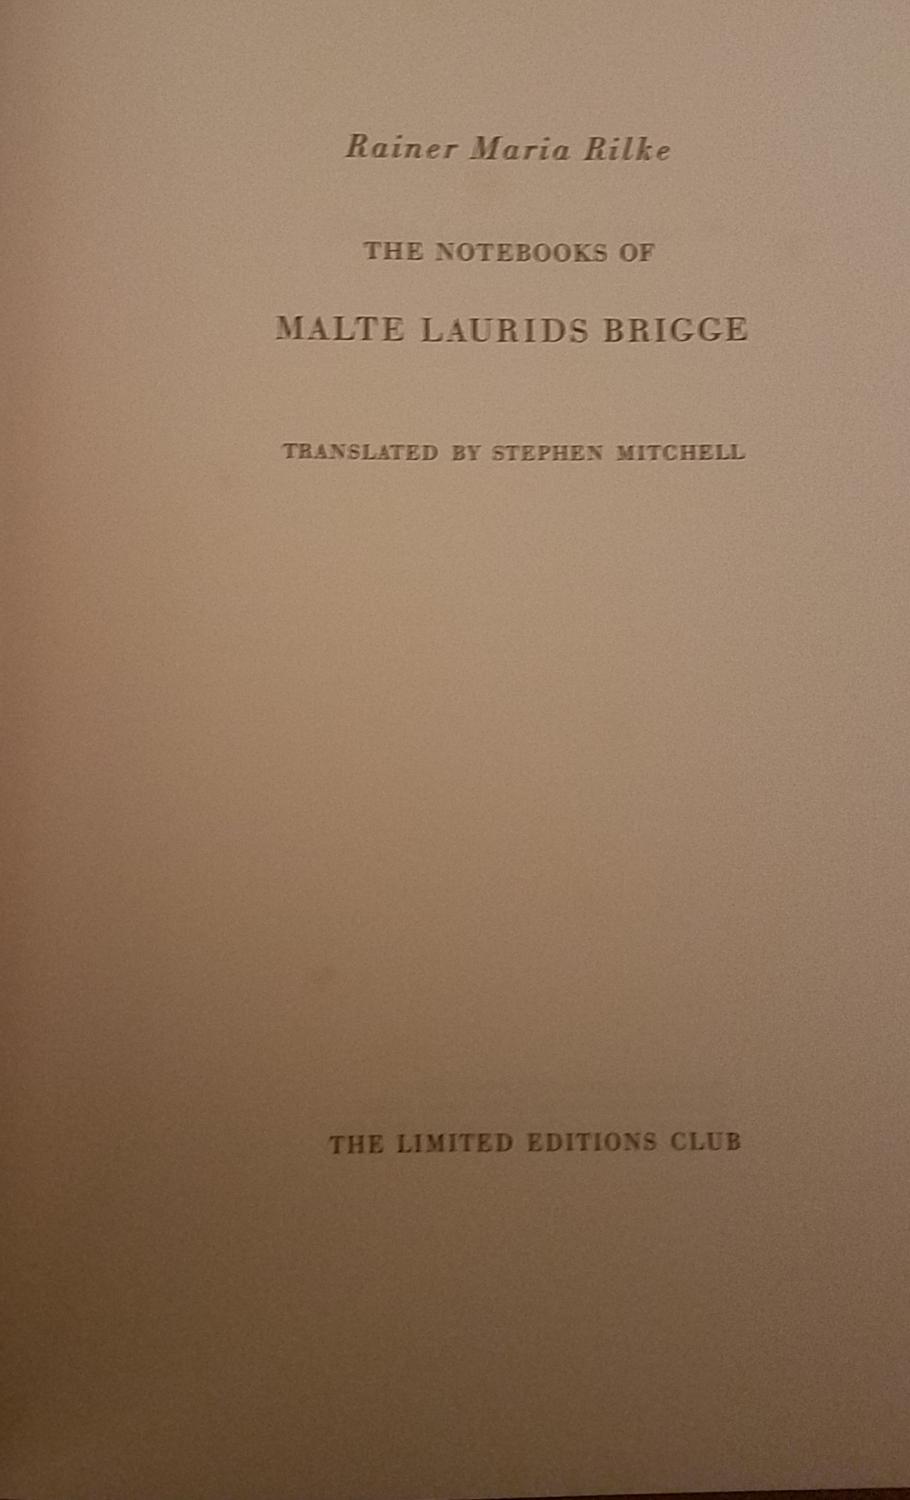 Rainer Maria Rilke
THE NOTEBOOKS OF
MALTE LAURIDS BRIGGE
TRANSLATED BY STEPHEN MITCHELL
THE LIMITED EDITIONS CLUB